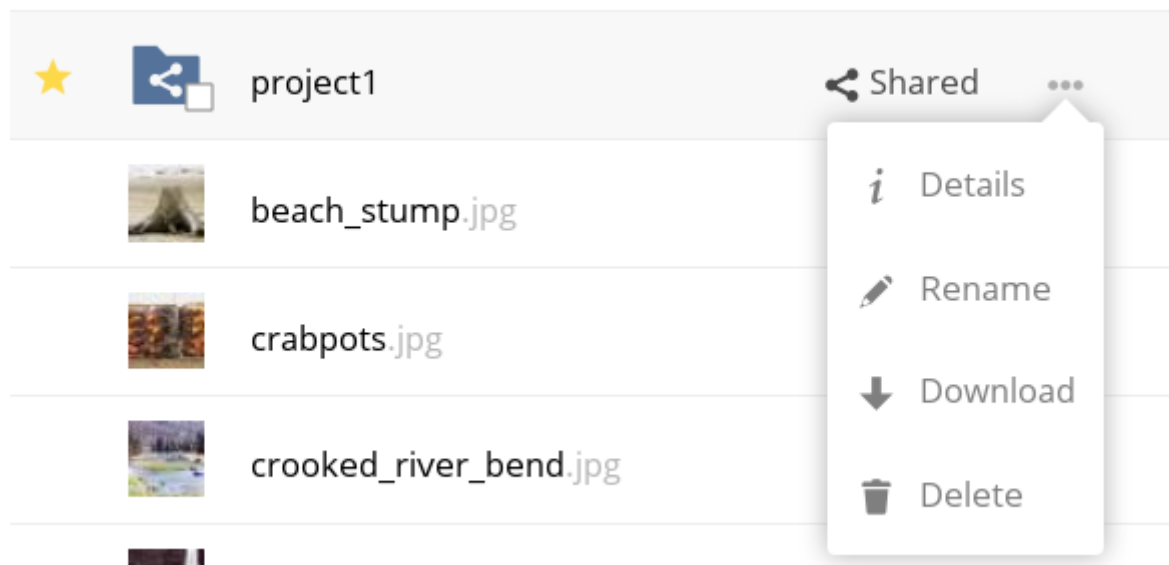 project1 Shared
Details
beach_stump.jpg
Rename
crabpots.jpg
Download
crooked_river_bend.jpg
Delete